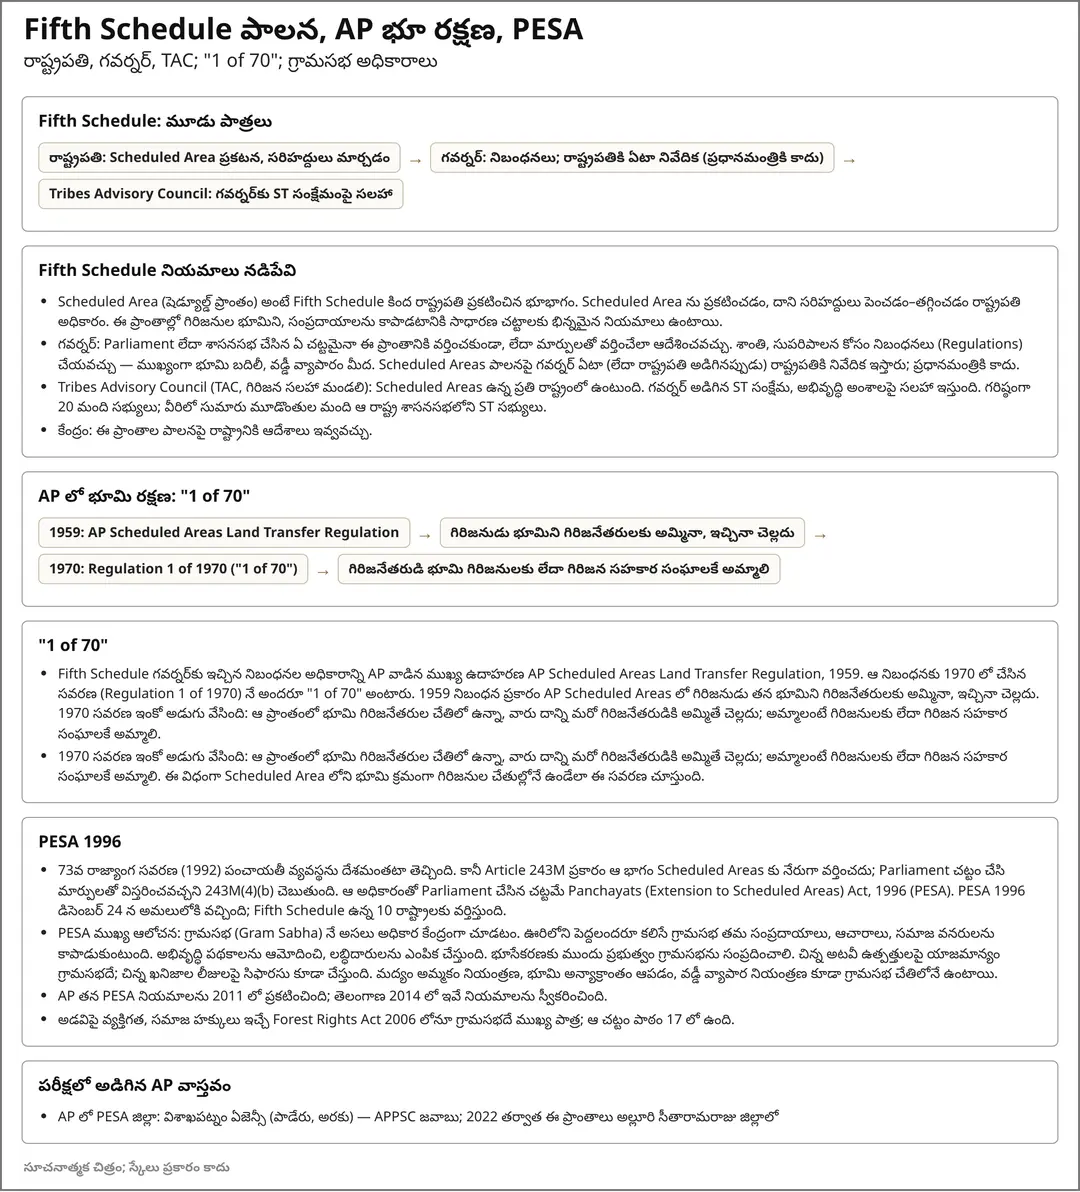 Fifth Schedule పాలన, AP భూ రక్షణ, PESA
రాష్ట్రపతి, గవర్నర్, TAC; "1 of 70"; గ్రామసభ అధికారాలు
Fifth Schedule: మూడు పాత్రలు
రాష్ట్రపతి: Scheduled Area ప్రకటన, సరిహద్దులు మార్చడం → గవర్నర్: నిబంధనలు; రాష్ట్రపతికి ఏటా నివేదిక (ప్రధానమంత్రికి కాదు) →
Tribes Advisory Council: గవర్నర్‌కు ST సంక్షేమంపై సలహా
Fifth Schedule నియమాలు నడిపేవి
• Scheduled Area (షెడ్యూల్డ్ ప్రాంతం) అంటే Fifth Schedule కింద రాష్ట్రపతి ప్రకటించిన భూభాగం. Scheduled Area ను ప్రకటించడం, దాని సరిహద్దులు పెంచడం–తగ్గించడం రాష్ట్రపతి
అధికారం. ఈ ప్రాంతాల్లో గిరిజనుల భూమిని, సంప్రదాయాలను కాపాడటానికి సాధారణ చట్టాలకు భిన్నమైన నియమాలు ఉంటాయి.
• గవర్నర్: Parliament లేదా శాసనసభ చేసిన ఏ చట్టమైనా ఈ ప్రాంతానికి వర్తించకుండా, లేదా మార్పులతో వర్తించేలా ఆదేశించవచ్చు. శాంతి, సుపరిపాలన కోసం నిబంధనలు (Regulations)
చేయవచ్చు — ముఖ్యంగా భూమి బదిలీ, వడ్డీ వ్యాపారం మీద. Scheduled Areas పాలనపై గవర్నర్ ఏటా (లేదా రాష్ట్రపతి అడిగినప్పుడు) రాష్ట్రపతికి నివేదిక ఇస్తారు; ప్రధానమంత్రికి కాదు.
• Tribes Advisory Council (TAC, గిరిజన సలహా మండలి): Scheduled Areas ఉన్న ప్రతి రాష్ట్రంలో ఉంటుంది. గవర్నర్ అడిగిన ST సంక్షేమ, అభివృద్ధి అంశాలపై సలహా ఇస్తుంది. గరిష్ఠంగా
20 మంది సభ్యులు; వీరిలో సుమారు మూడొంతుల మంది ఆ రాష్ట్ర శాసనసభలోని ST సభ్యులు.
• కేంద్రం: ఈ ప్రాంతాల పాలనపై రాష్ట్రానికి ఆదేశాలు ఇవ్వవచ్చు.
AP లో భూమి రక్షణ: "1 of 70"
1959: AP Scheduled Areas Land Transfer Regulation → గిరిజనుడు భూమిని గిరిజనేతరులకు అమ్మినా, ఇచ్చినా చెల్లదు →
1970: Regulation 1 of 1970 ("1 of 70") → గిరిజనేతరుడి భూమి గిరిజనులకు లేదా గిరిజన సహకార సంఘాలకే అమ్మాలి
"1 of 70"
• Fifth Schedule గవర్నర్‌కు ఇచ్చిన నిబంధనల అధికారాన్ని AP వాడిన ముఖ్య ఉదాహరణ AP Scheduled Areas Land Transfer Regulation, 1959. ఆ నిబంధనకు 1970 లో చేసిన
సవరణ (Regulation 1 of 1970) నే అందరూ "1 of 70" అంటారు. 1959 నిబంధన ప్రకారం AP Scheduled Areas లో గిరిజనుడు తన భూమిని గిరిజనేతరులకు అమ్మినా, ఇచ్చినా చెల్లదు.
1970 సవరణ ఇంకో అడుగు వేసింది: ఆ ప్రాంతంలో భూమి గిరిజనేతరుల చేతిలో ఉన్నా, వారు దాన్ని మరో గిరిజనేతరుడికి అమ్మితే చెల్లదు; అమ్మాలంటే గిరిజనులకు లేదా గిరిజన సహకార
సంఘాలకే అమ్మాలి.
• 1970 సవరణ ఇంకో అడుగు వేసింది: ఆ ప్రాంతంలో భూమి గిరిజనేతరుల చేతిలో ఉన్నా, వారు దాన్ని మరో గిరిజనేతరుడికి అమ్మితే చెల్లదు; అమ్మాలంటే గిరిజనులకు లేదా గిరిజన సహకార
సంఘాలకే అమ్మాలి. ఈ విధంగా Scheduled Area లోని భూమి క్రమంగా గిరిజనుల చేతుల్లోనే ఉండేలా ఈ సవరణ చూస్తుంది.
PESA 1996
• 73వ రాజ్యాంగ సవరణ (1992) పంచాయతీ వ్యవస్థను దేశమంతటా తెచ్చింది. కానీ Article 243M ప్రకారం ఆ భాగం Scheduled Areas కు నేరుగా వర్తించదు; Parliament చట్టం చేసి
మార్పులతో విస్తరించవచ్చని 243M(4)(b) చెబుతుంది. ఆ అధికారంతో Parliament చేసిన చట్టమే Panchayats (Extension to Scheduled Areas) Act, 1996 (PESA). PESA 1996
డిసెంబర్ 24 న అమలులోకి వచ్చింది; Fifth Schedule ఉన్న 10 రాష్ట్రాలకు వర్తిస్తుంది.
• PESA ముఖ్య ఆలోచన: గ్రామసభ (Gram Sabha) నే అసలు అధికార కేంద్రంగా చూడటం. ఊరిలోని పెద్దలందరూ కలిసే గ్రామసభ తమ సంప్రదాయాలు, ఆచారాలు, సమాజ వనరులను
కాపాడుకుంటుంది. అభివృద్ధి పథకాలను ఆమోదించి, లబ్ధిదారులను ఎంపిక చేస్తుంది. భూసేకరణకు ముందు ప్రభుత్వం గ్రామసభను సంప్రదించాలి. చిన్న అటవీ ఉత్పత్తులపై యాజమాన్యం
గ్రామసభదే; చిన్న ఖనిజాల లీజులపై సిఫారసు కూడా చేస్తుంది. మద్యం అమ్మకం నియంత్రణ, భూమి అన్యాక్రాంతం ఆపడం, వడ్డీ వ్యాపార నియంత్రణ కూడా గ్రామసభ చేతిలోనే ఉంటాయి.
• AP తన PESA నియమాలను 2011 లో ప్రకటించింది; తెలంగాణ 2014 లో ఇవే నియమాలను స్వీకరించింది.
• అడవిపై వ్యక్తిగత, సమాజ హక్కులు ఇచ్చే Forest Rights Act 2006 లోనూ గ్రామసభదే ముఖ్య పాత్ర; ఆ చట్టం పాఠం 17 లో ఉంది.
పరీక్షలో అడిగిన AP వాస్తవం
• AP లో PESA జిల్లా: విశాఖపట్నం ఏజెన్సీ (పాడేరు, అరకు) — APPSC జవాబు; 2022 తర్వాత ఈ ప్రాంతాలు అల్లూరి సీతారామరాజు జిల్లాలో
సూచనాత్మక చిత్రం; స్కేలు ప్రకారం కాదు